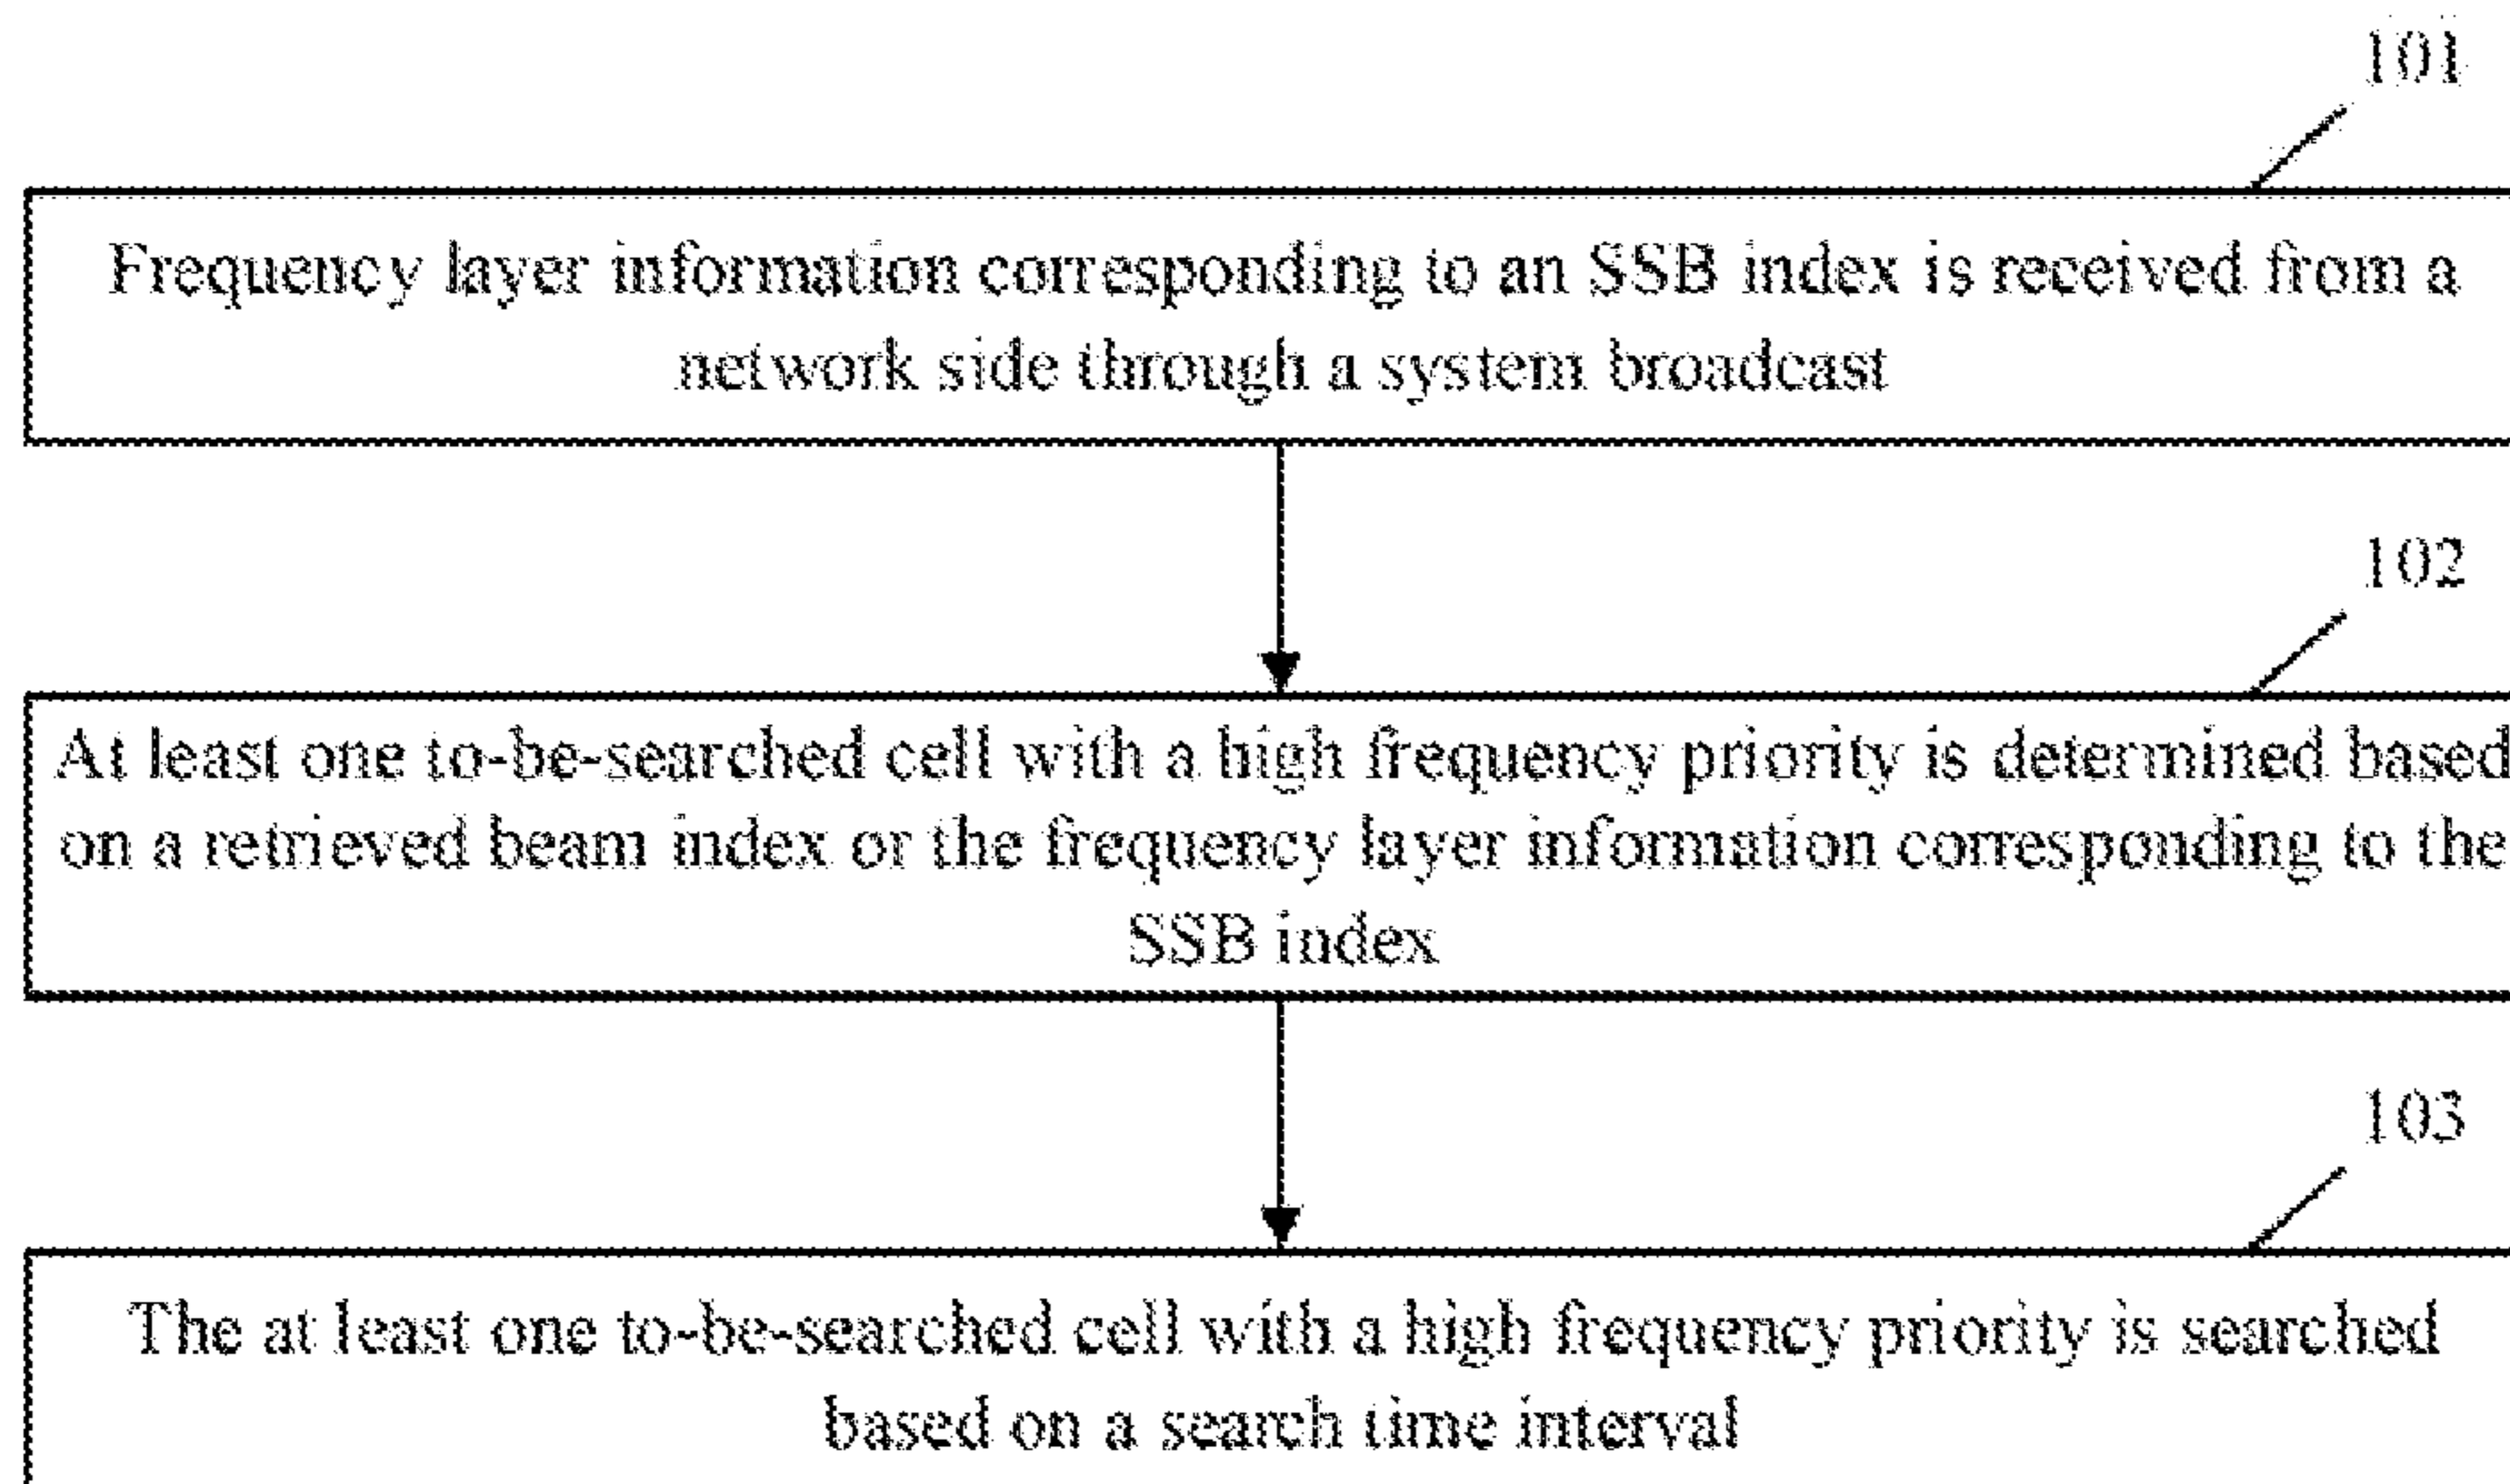 101
Frequency layer information corresponding to an SSB index is received from a
network side through a system broadcast
102
At least one to-be-searched cell with a high frequency priority is determined based
on a retrieved beam index or the frequency layer information corresponding to the
SSB index
103
The at least one to-be-searched cell with a high frequency priority is searched
based on a search time interval